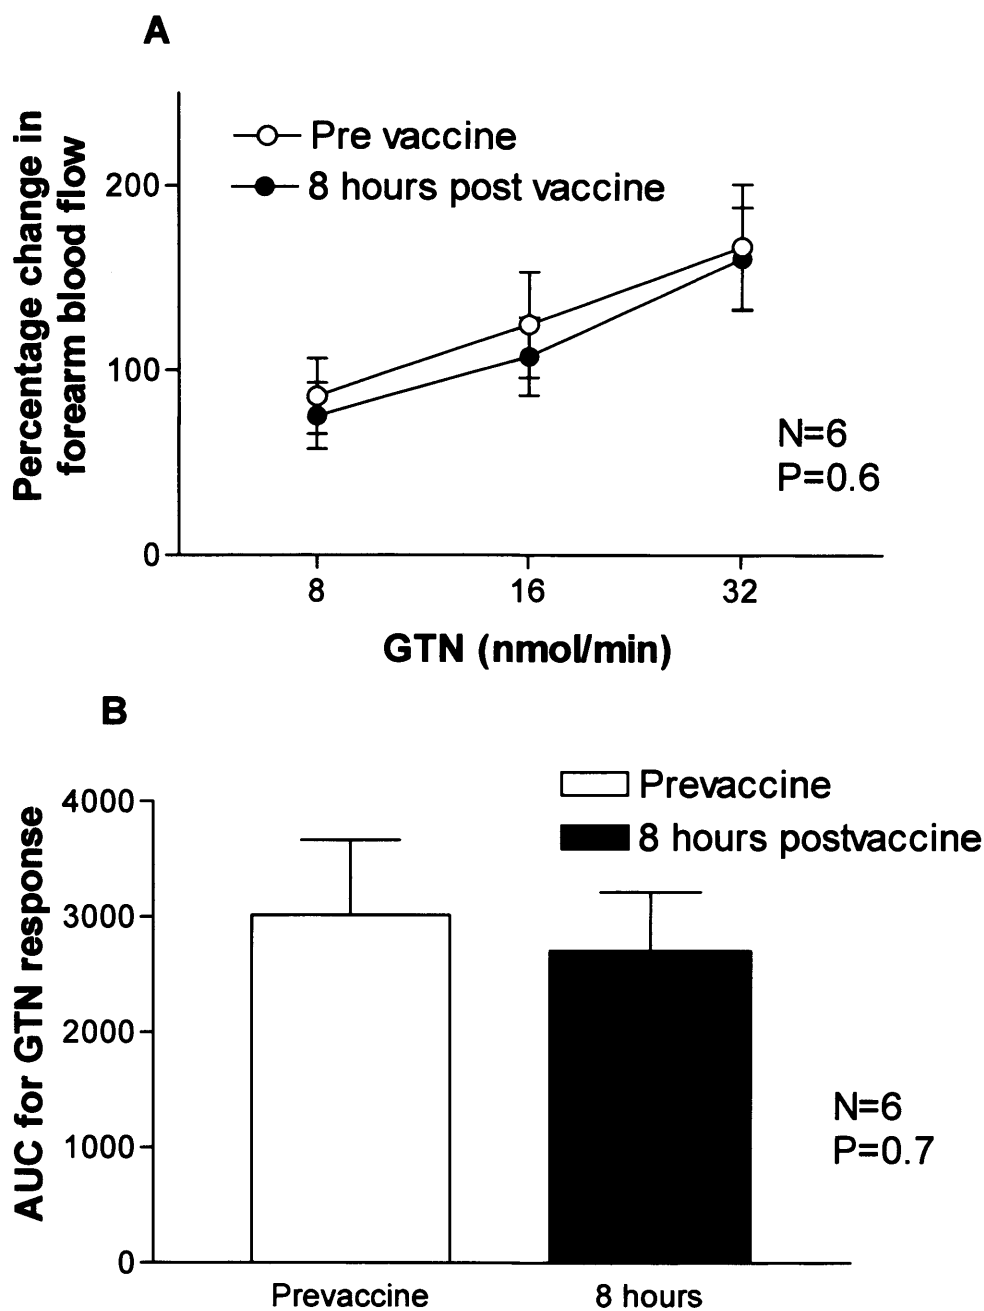 A
Percentage change in
forearm blood flow
Pre vaccine
8 hours post vaccine
200
100
0
N=6
P=0.6
8 16 32
GTN (nmol/min)
B
AUC for GTN response
Prevaccine
8 hours postvaccine
4000
3000
2000
1000
0
N=6
P=0.7
Prevaccine 8 hours